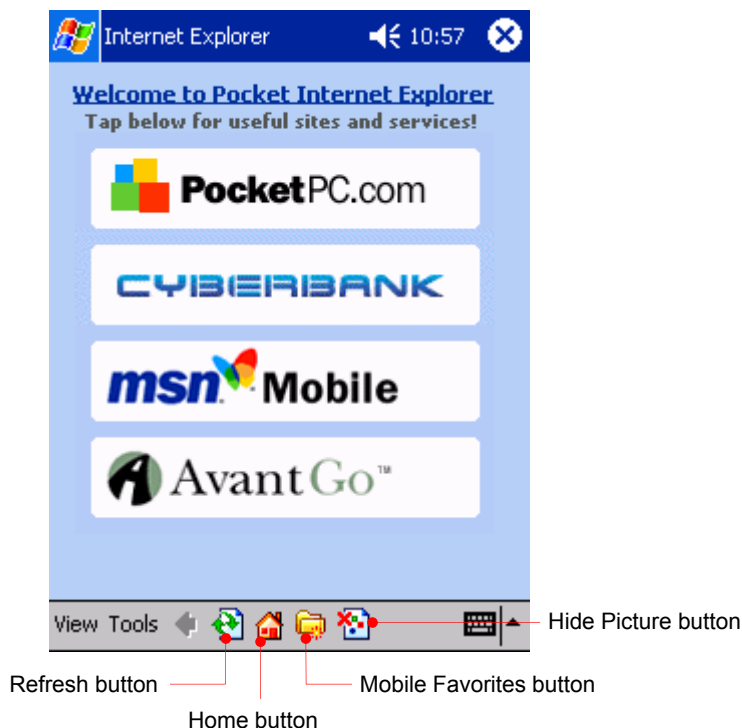 Internet Explorer 10:57
Welcome to Pocket Internet Explorer
Tap below for useful sites and services!
PocketPC.com
CYBERBANK
msn Mobile
AvantGo™
View Tools
Hide Picture button
Refresh button
Mobile Favorites button
Home button